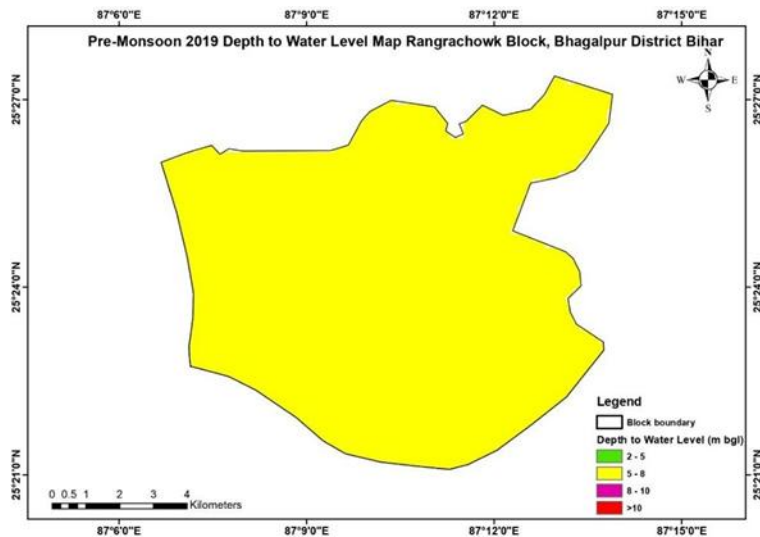 87°6'0"E 87°9'0"E 87°12'0"E 87°15'0"E
Pre-Monsoon 2019 Depth to Water Level Map Rangrachowk Block, Bhagalpur District Bihar
N
W E
S
25°27'0"N 25°27'0"N
25°24'0"N 25°24'0"N
Legend
Block boundary
Depth to Water Level (m bgl)
2 - 5
5 - 8
8 - 10
>10
25°21'0"N 25°21'0"N
0 0.5 1 2 3 4
Kilometers
87°6'0"E 87°9'0"E 87°12'0"E 87°15'0"E